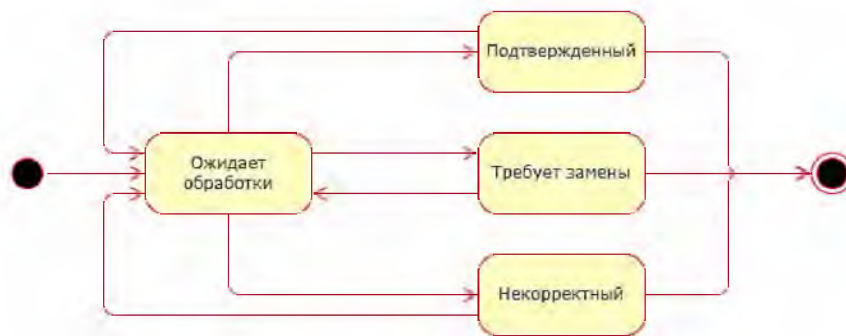 Подтвержденный
Ожидает
обработки
Требует замены
Некорректный